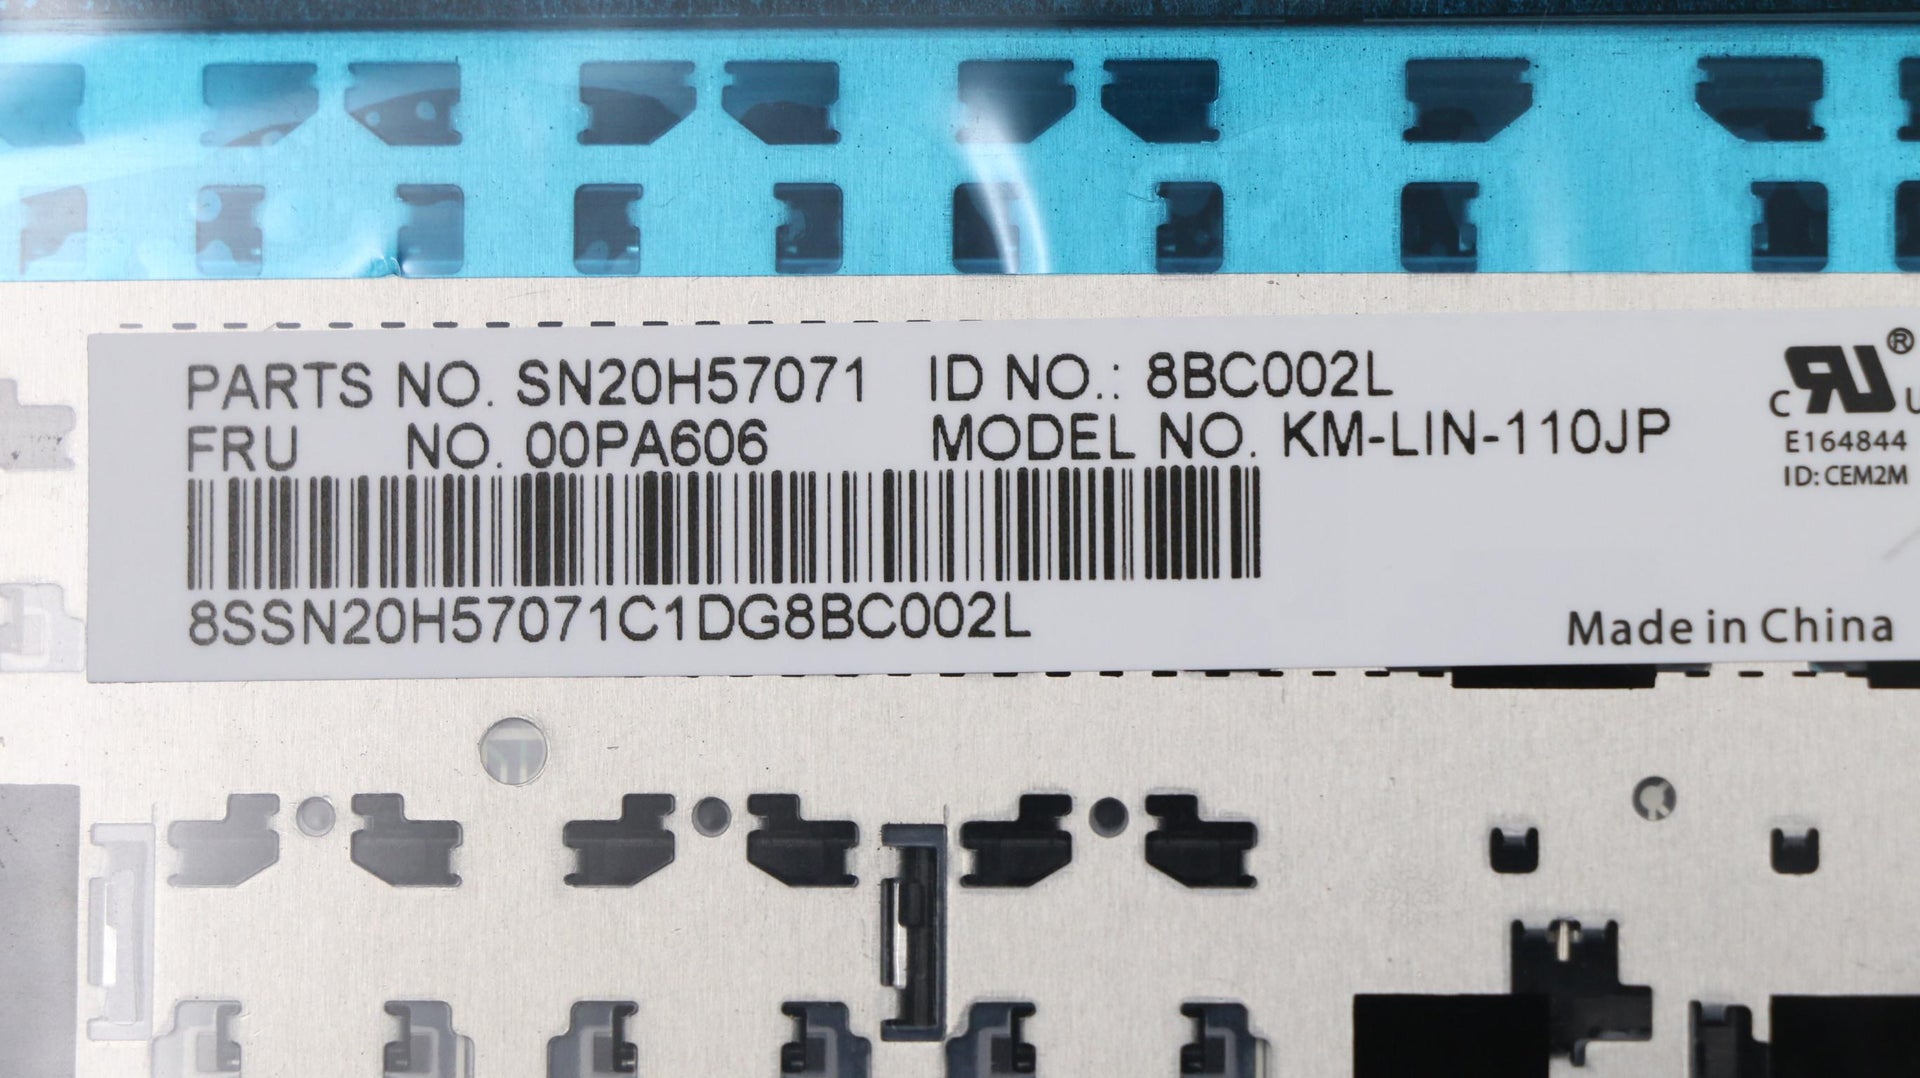 PARTS NO. SN20H57071 ID NO.: 8BC002L
FRU NO. 00PA606 MODEL NO. KM-LIN-110JP
8SSN20H57071C1DG8BC002L
®
C RU U
E164844
ID: CEM2M
Made in China